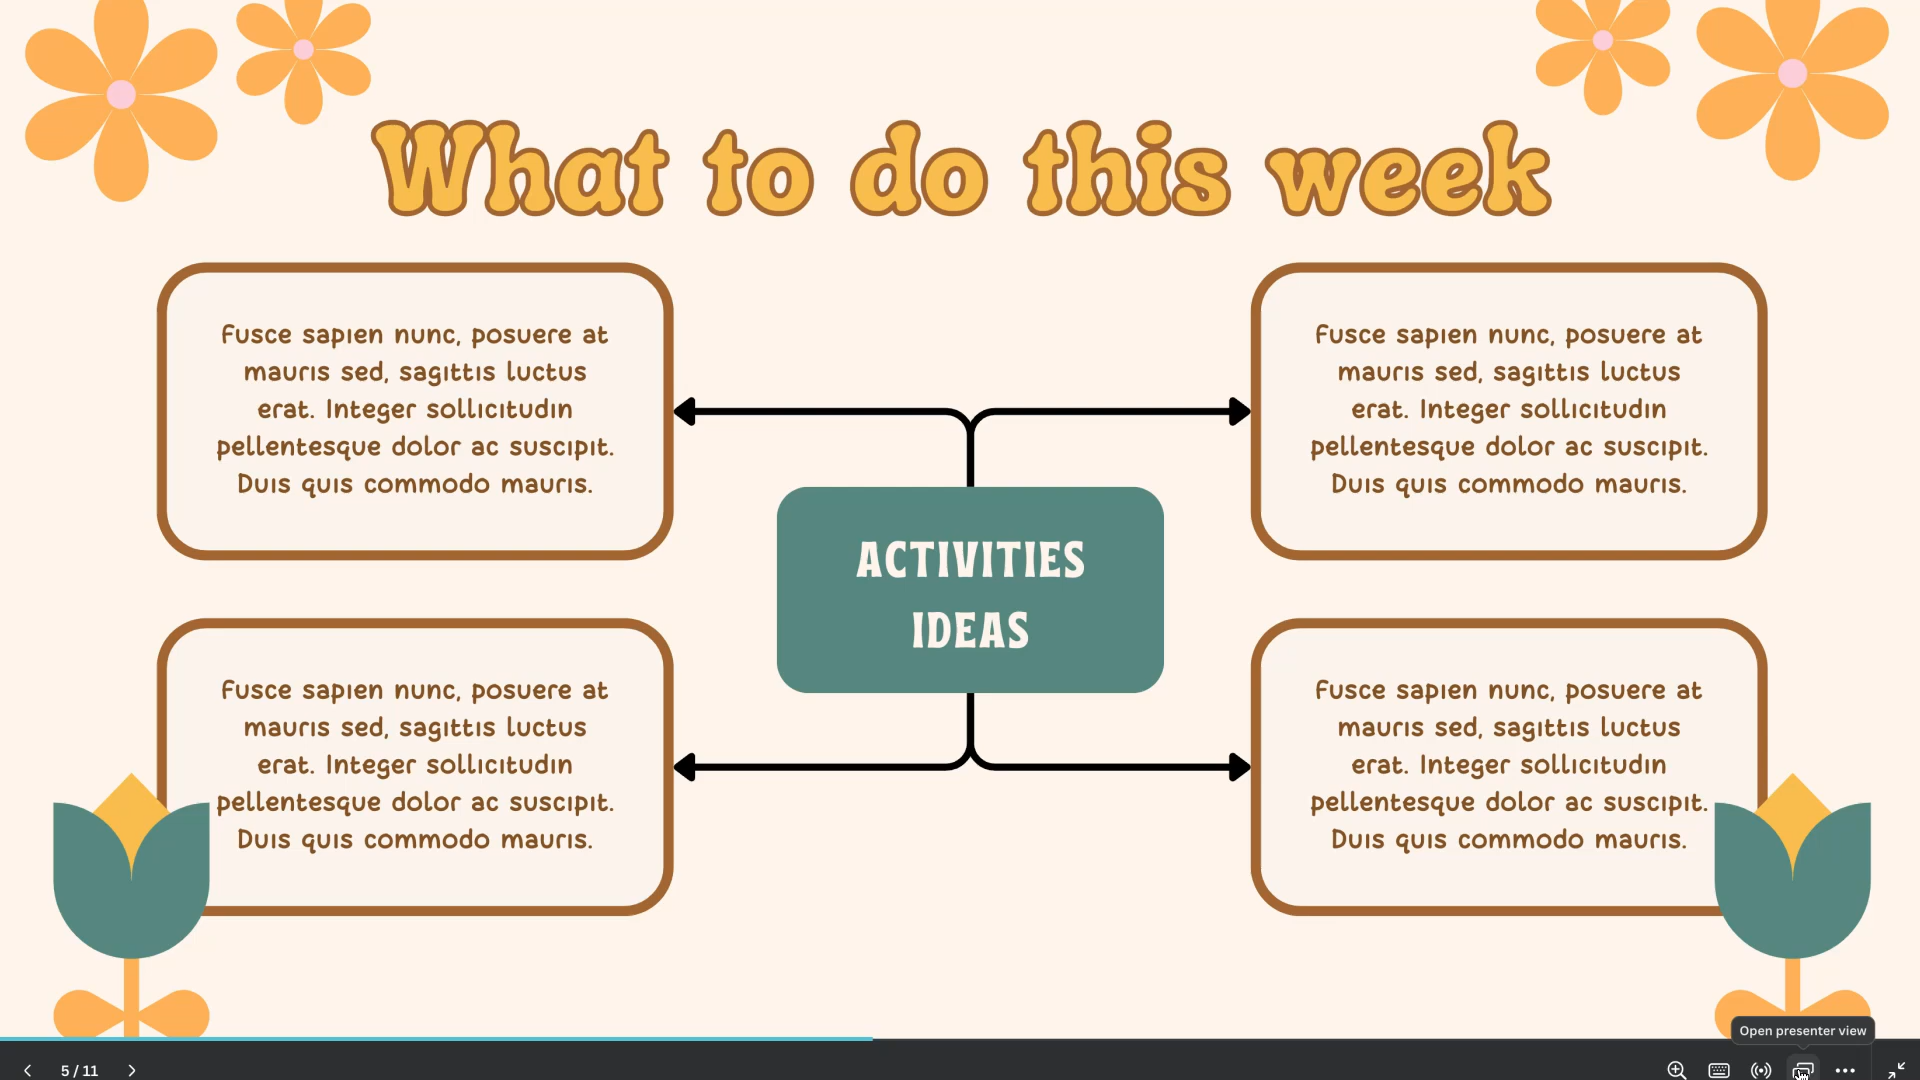 What to do this week
Fusce sapien nunc, posuere at
mauris sed, sagittis luctus
erat. Integer sollicitudin
pellentesque dolor ac suscipit.
Duis quis commodo mauris.
Fusce sapien nunc, posuere at
mauris sed, sagittis luctus
erat. Integer sollicitudin
pellentesque dolor ac suscipit.
Duis quis commodo mauris.
ACTIVITIES
IDEAS
Fusce sapien nunc, posuere at
mauris sed, sagittis luctus
erat. Integer sollicitudin
pellentesque dolor ac suscipit.
Duis quis commodo mauris.
Fusce sapien nunc, posuere at
mauris sed, sagittis luctus
erat. Integer sollicitudin
pellentesque dolor ac suscipit.
Duis quis commodo mauris.
Open presenter view
5 / 11